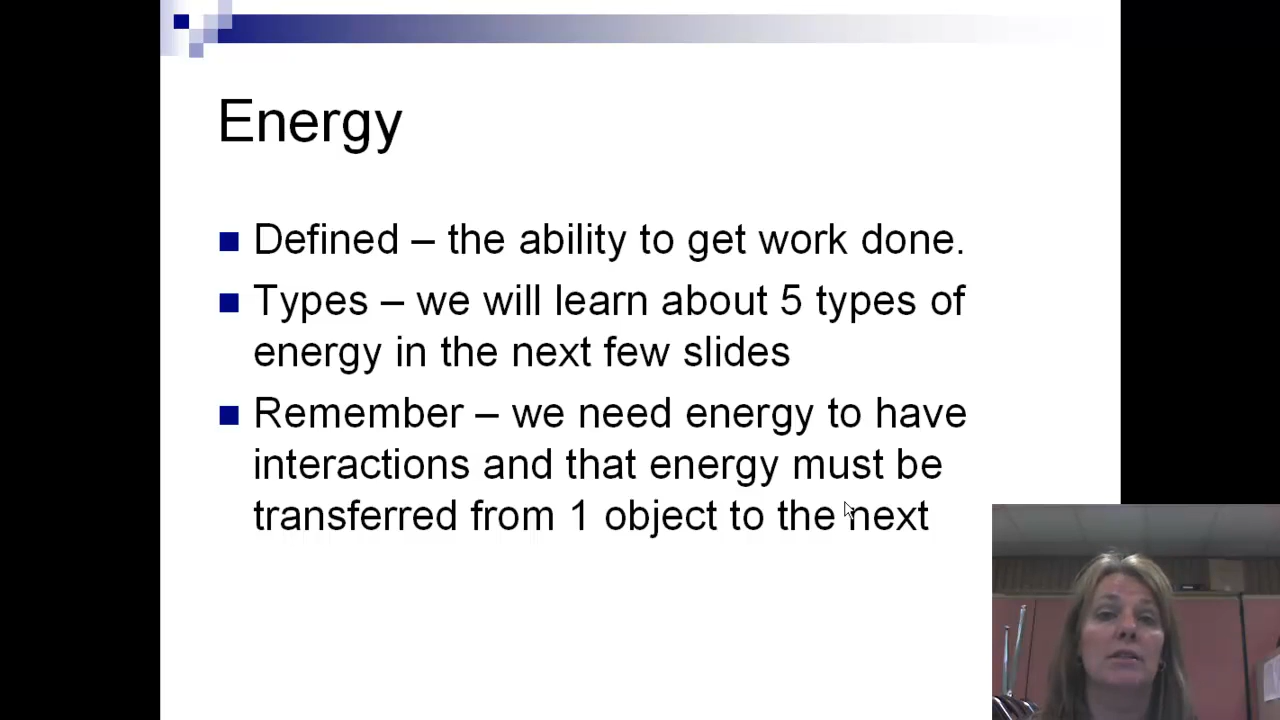 Energy
Defined – the ability to get work done.
Types – we will learn about 5 types of
energy in the next few slides
Remember – we need energy to have
interactions and that energy must be
transferred from 1 object to the next